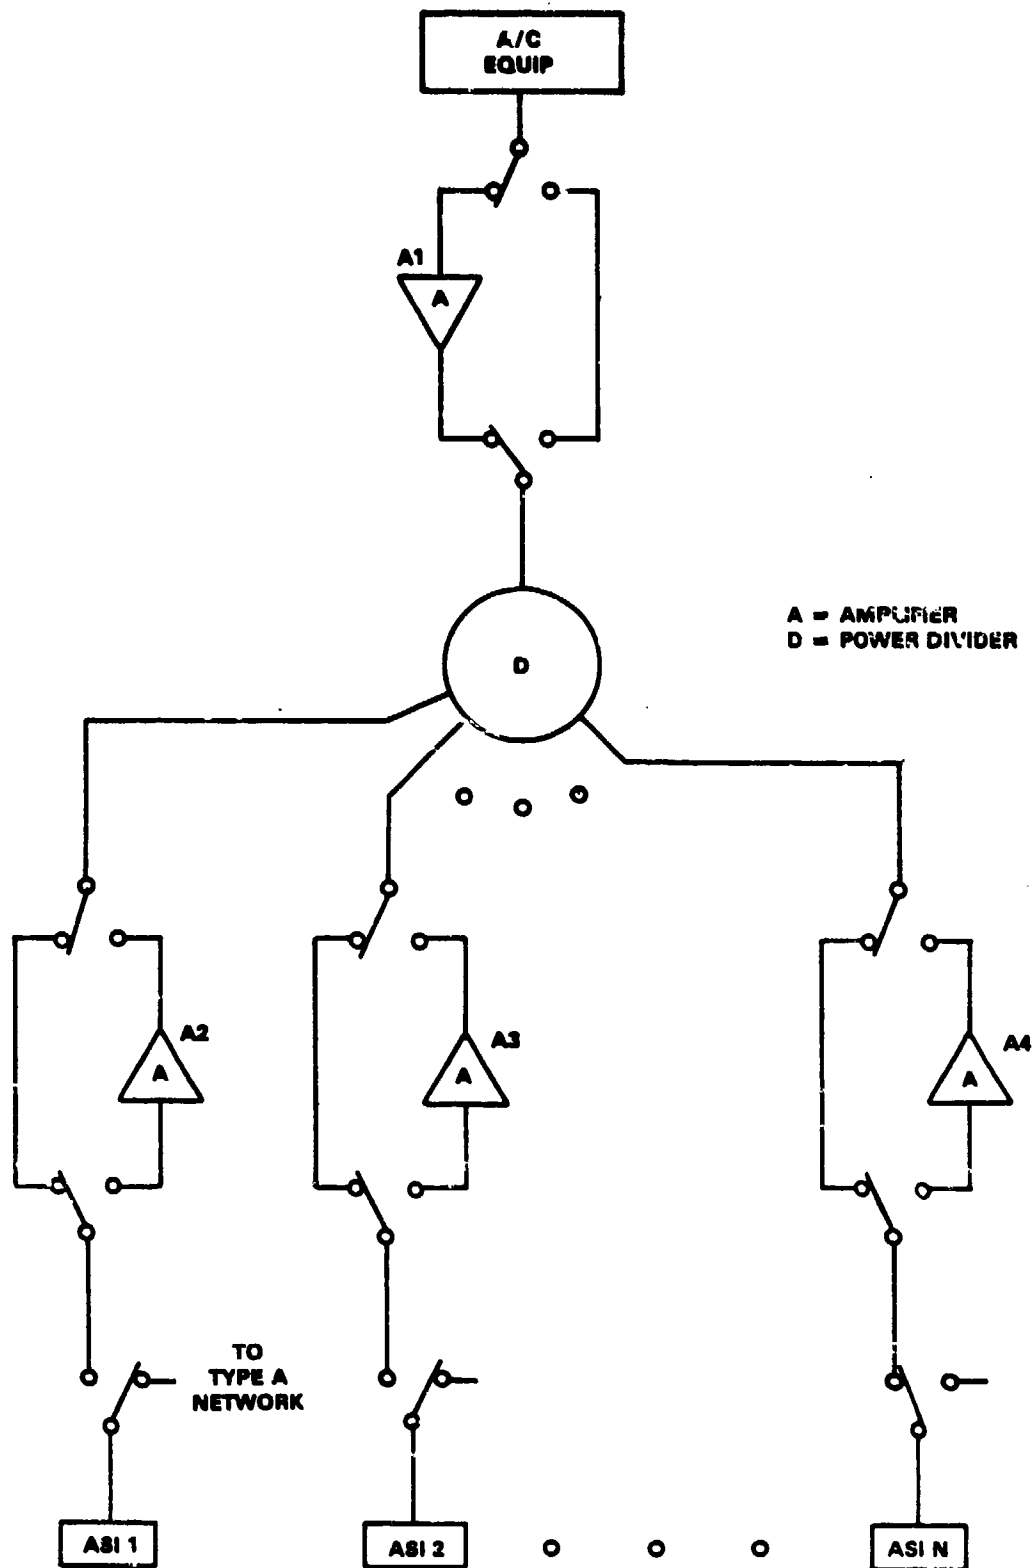 A/C
EQUIP
A1
A
A = AMPLIFIER
D = POWER DIVIDER
D
A2
A
A3
A
A4
A
TO
TYPE A
NETWORK
ASI 1
ASI 2
ASI N